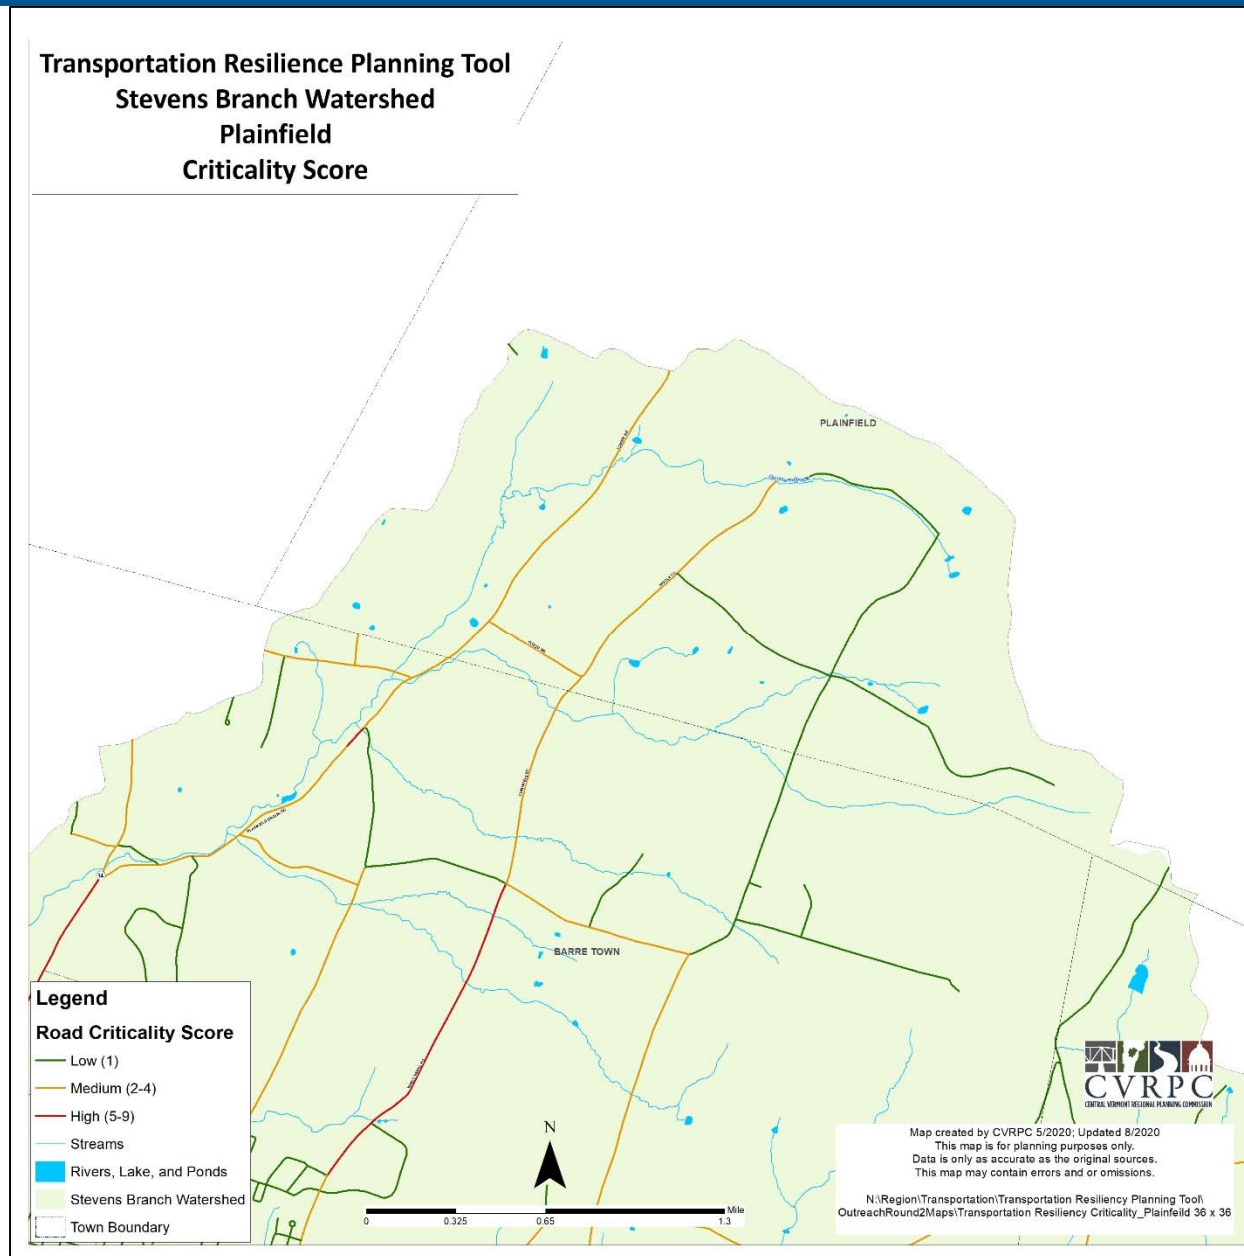 Transportation Resilience Planning Tool
Stevens Branch Watershed
Plainfield
Criticality Score
PLAINFIELD
BARRE TOWN
14
Legend
Road Criticality Score
Low (1)
Medium (2-4)
High (5-9)
Streams
Rivers, Lake, and Ponds
Stevens Branch Watershed
Town Boundary
N
0 0.325 0.65 1.3 Mile
CVRPC
CENTRAL VERMONT REGIONAL PLANNING COMMISSION
Map created by CVRPC 5/2020; Updated 8/2020
This map is for planning purposes only.
Data is only as accurate as the original sources.
This map may contain errors and or omissions.
N:\Region\Transportation\Transportation Resiliency Planning Tool\
OutreachRound2Maps\Transportation Resiliency Criticality_Plainfeild 36 x 36